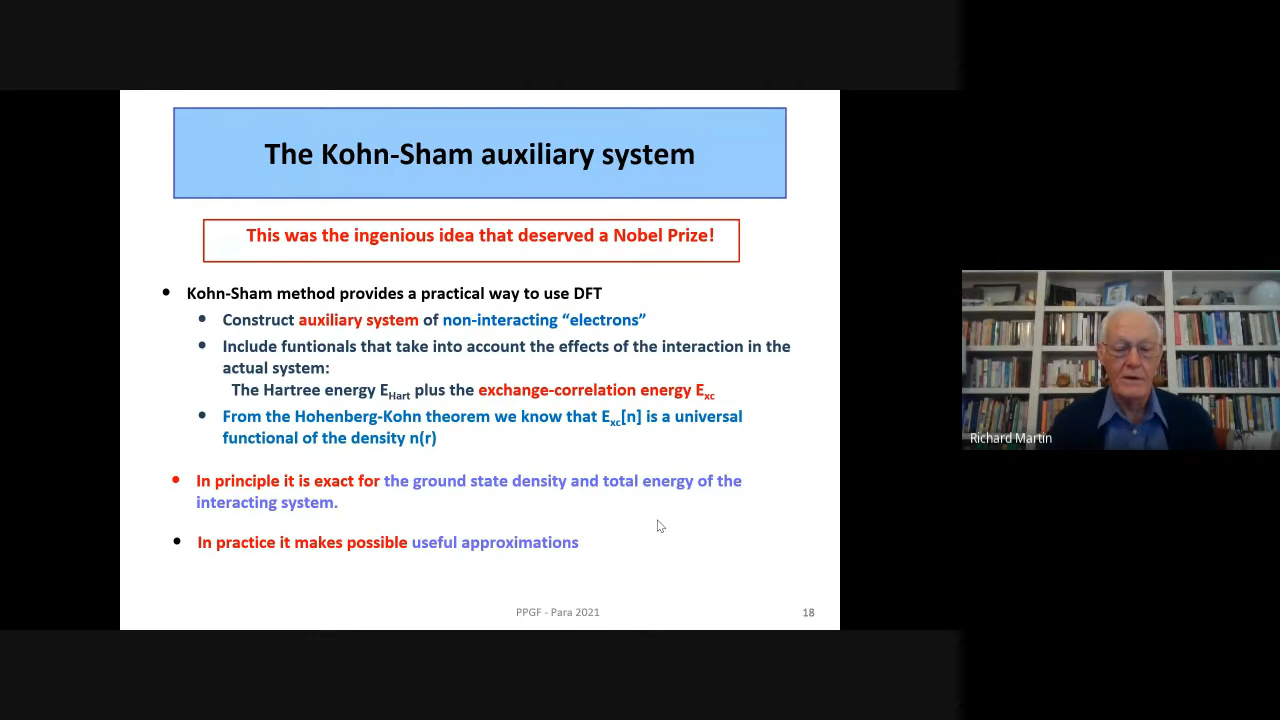 The Kohn-Sham auxiliary system
This was the ingenious idea that deserved a Nobel Prize!
• Kohn-Sham method provides a practical way to use DFT
• Construct auxiliary system of non-interacting “electrons”
• Include funtionals that take into account the effects of the interaction in the
actual system:
The Hartree energy E_Hart plus the exchange-correlation energy E_xc
• From the Hohenberg-Kohn theorem we know that E_xc[n] is a universal
functional of the density n(r)
• In principle it is exact for the ground state density and total energy of the
interacting system.
• In practice it makes possible useful approximations
PPGF - Para 2021
18
Richard Martin